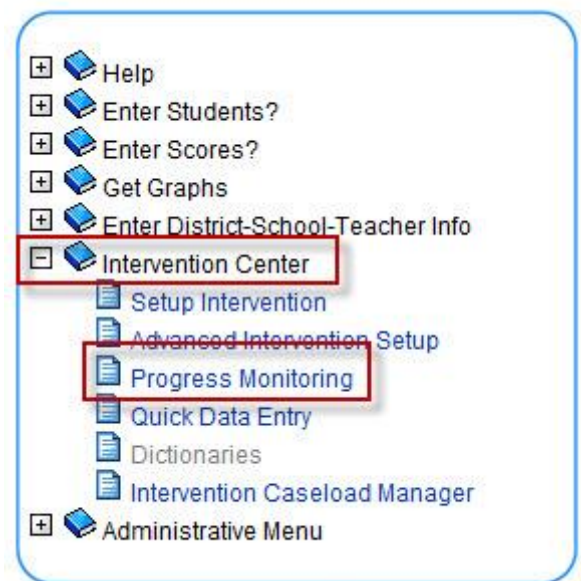 Help
Enter Students?
Enter Scores?
Get Graphs
Enter District-School-Teacher Info
Intervention Center
Setup Intervention
Advanced Intervention Setup
Progress Monitoring
Quick Data Entry
Dictionaries
Intervention Caseload Manager
Administrative Menu